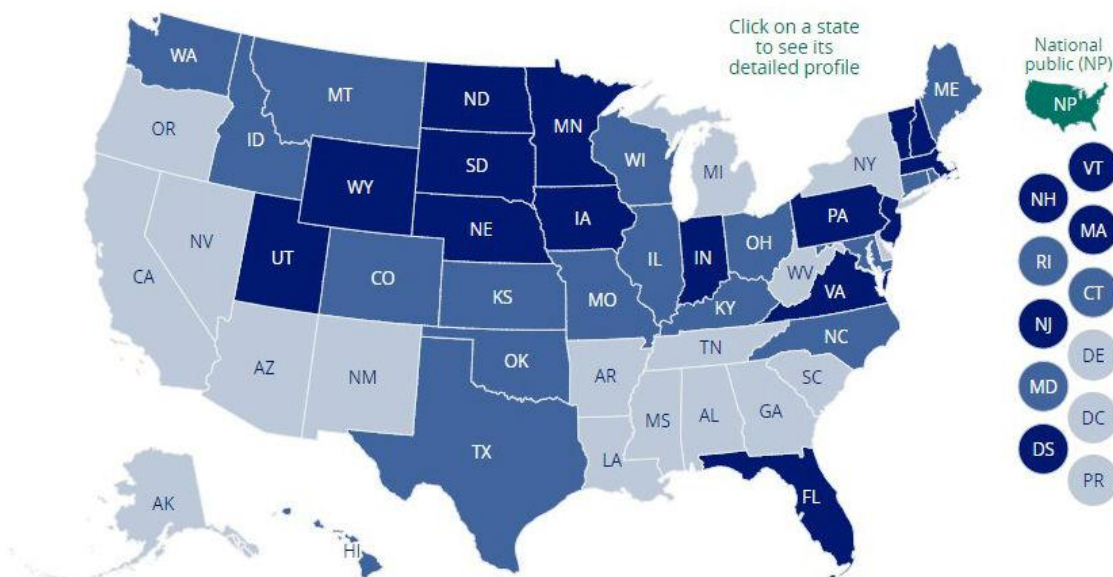 Click on a state
to see its
detailed profile
National
public (NP)
NP
WA
MT
ND
MN
ME
OR
ID
WI
SD
WY
MI
NY
VT
NH
IA
NE
PA
MA
NV
UT
IL
IN
OH
RI
CA
CO
WV
VA
CT
KS
MO
KY
NJ
NC
TN
DE
AZ
NM
OK
AR
SC
MD
MS
AL
GA
DC
TX
LA
DS
PR
AK
FL
HI